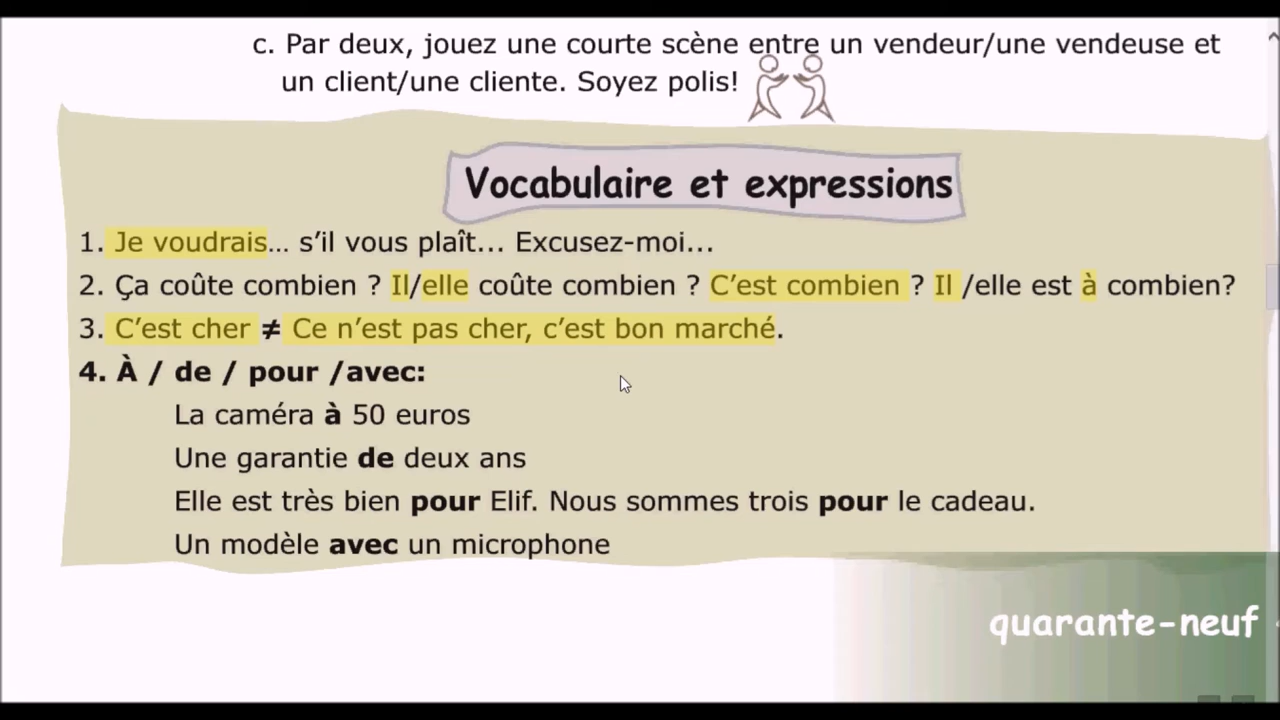 c. Par deux, jouez une courte scène entre un vendeur/une vendeuse et
un client/une cliente. Soyez polis!
Vocabulaire et expressions
1. Je voudrais… s’il vous plaît... Excusez-moi...
2. Ça coûte combien ? Il/elle coûte combien ? C’est combien ? Il /elle est à combien?
3. C’est cher ≠ Ce n’est pas cher, c’est bon marché.
4. À / de / pour /avec:
La caméra à 50 euros
Une garantie de deux ans
Elle est très bien pour Elif. Nous sommes trois pour le cadeau.
Un modèle avec un microphone
quarante-neuf